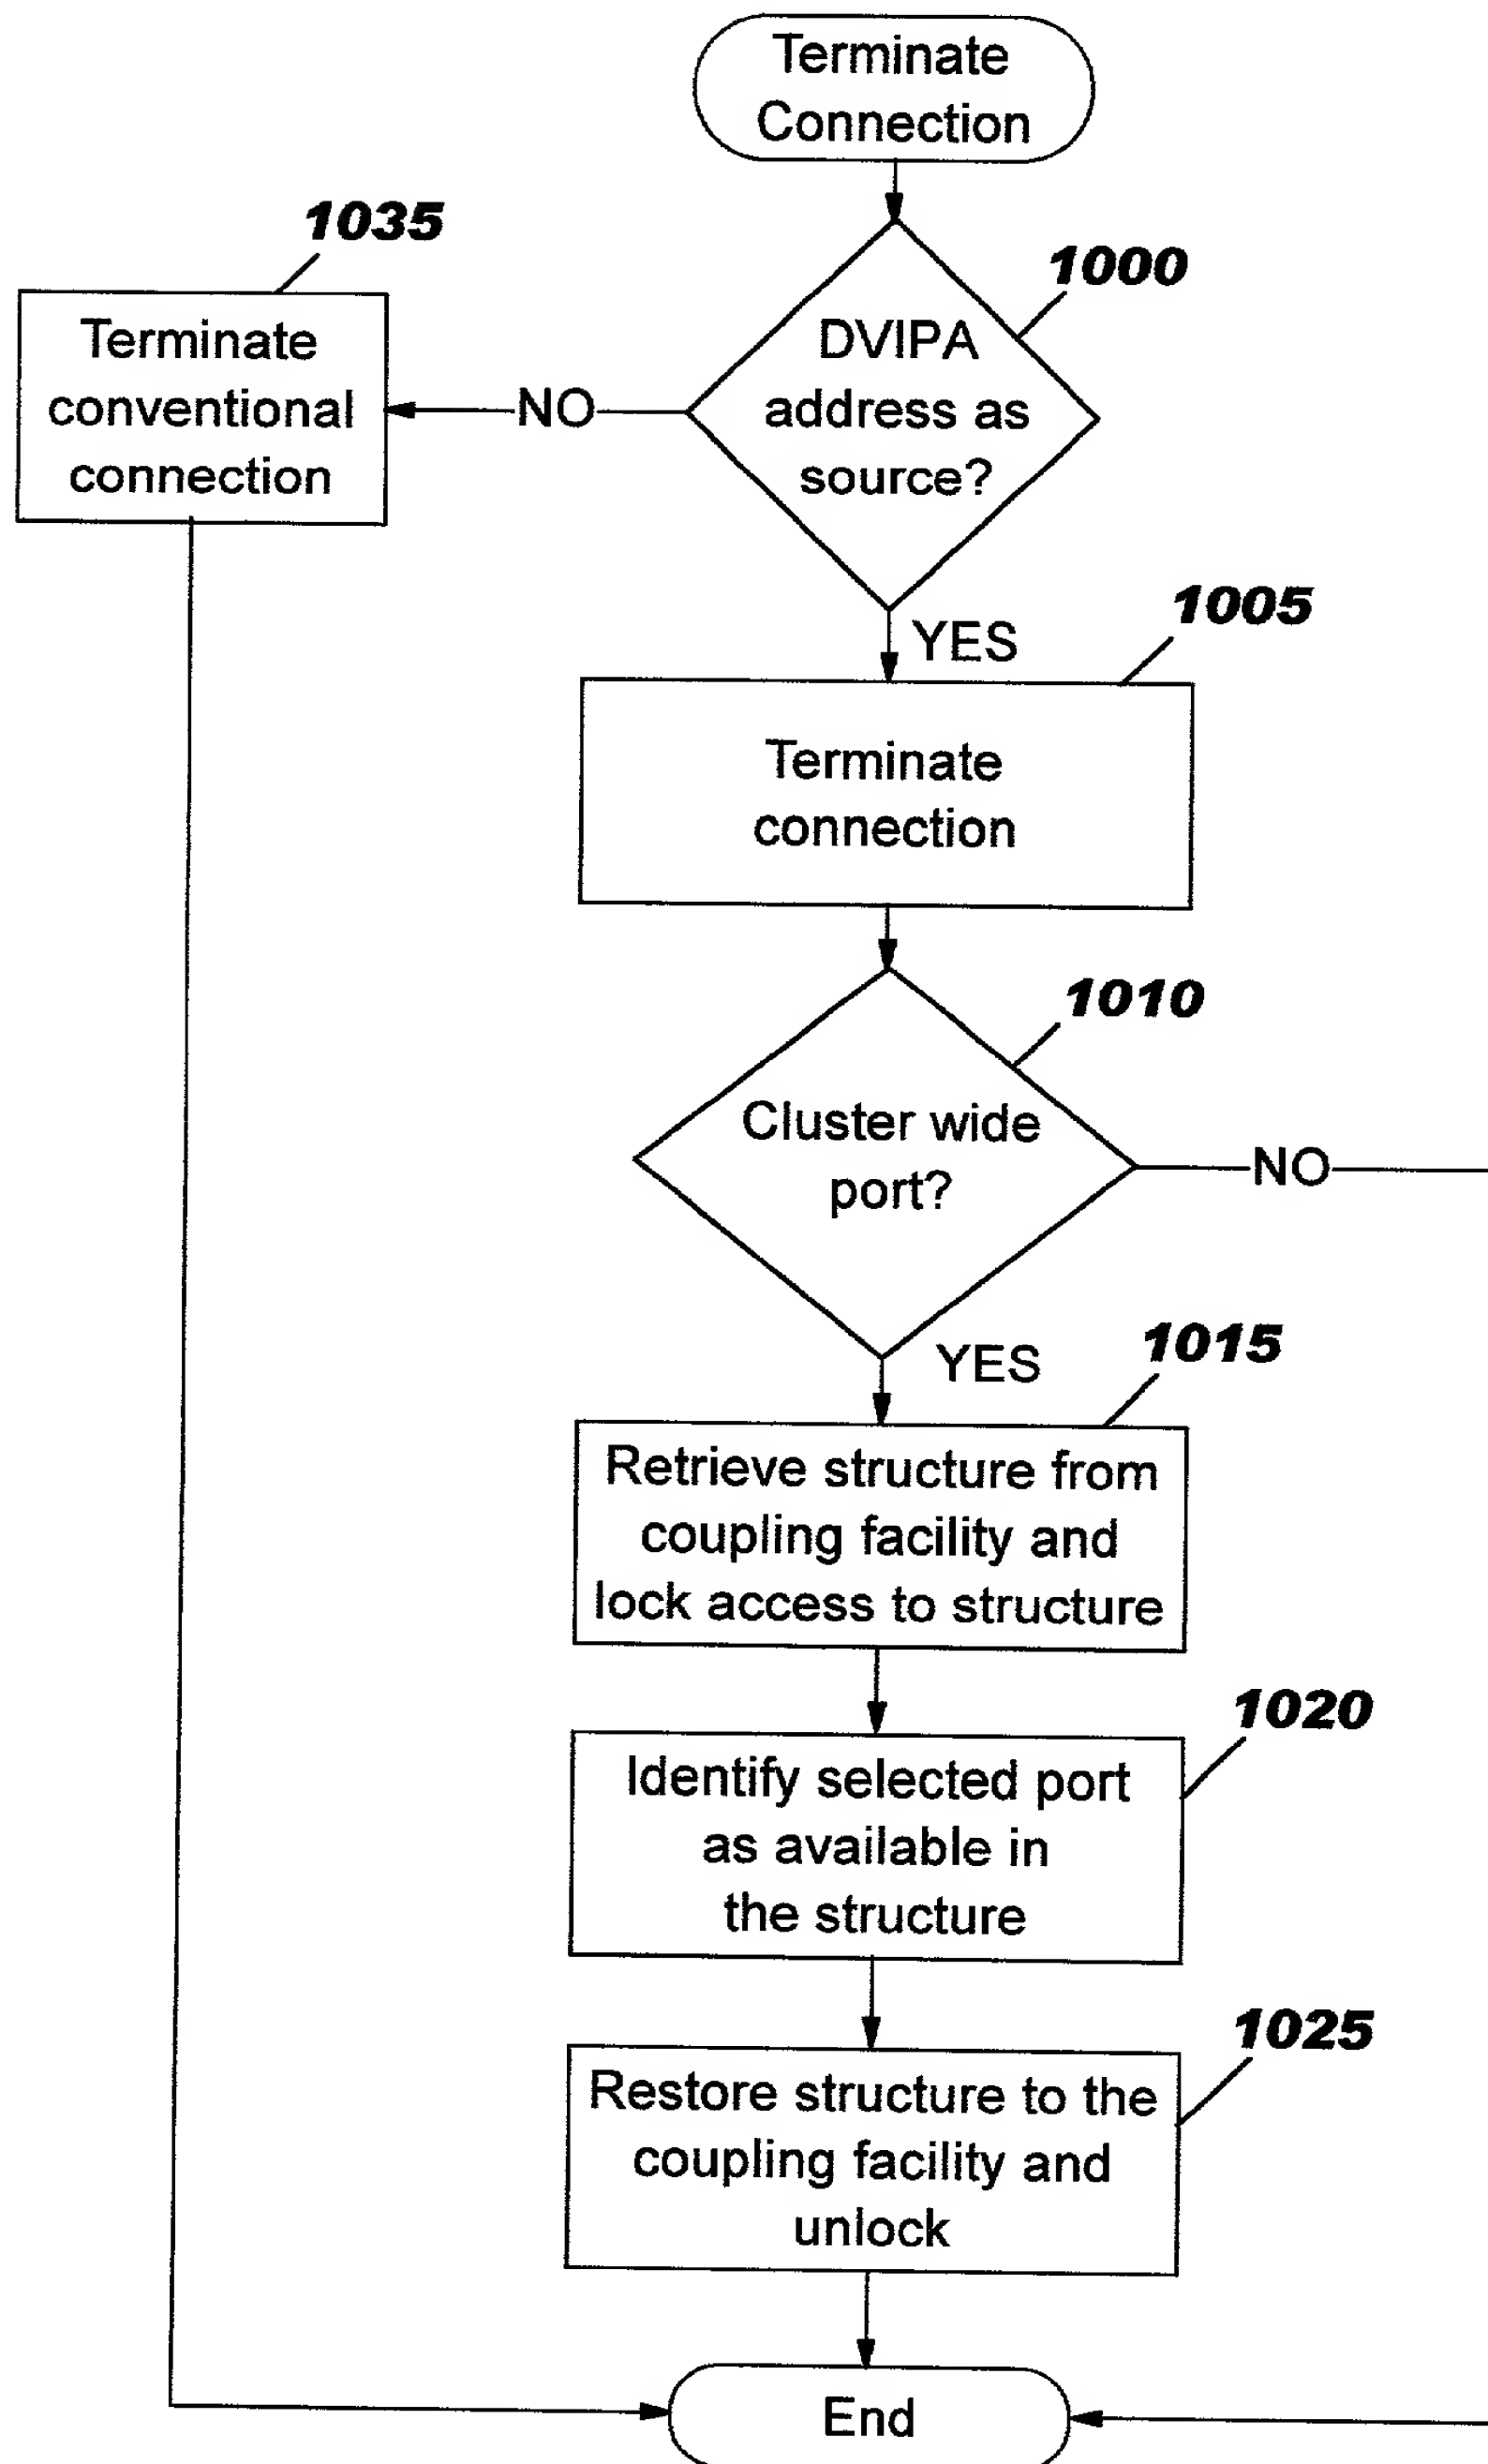 Terminate
Connection
1035
1000
Terminate
conventional
connection
NO
DVIPA
address as
source?
YES
1005
Terminate
connection
1010
Cluster wide
port?
NO
YES
1015
Retrieve structure from
coupling facility and
lock access to structure
1020
Identify selected port
as available in
the structure
1025
Restore structure to the
coupling facility and
unlock
End